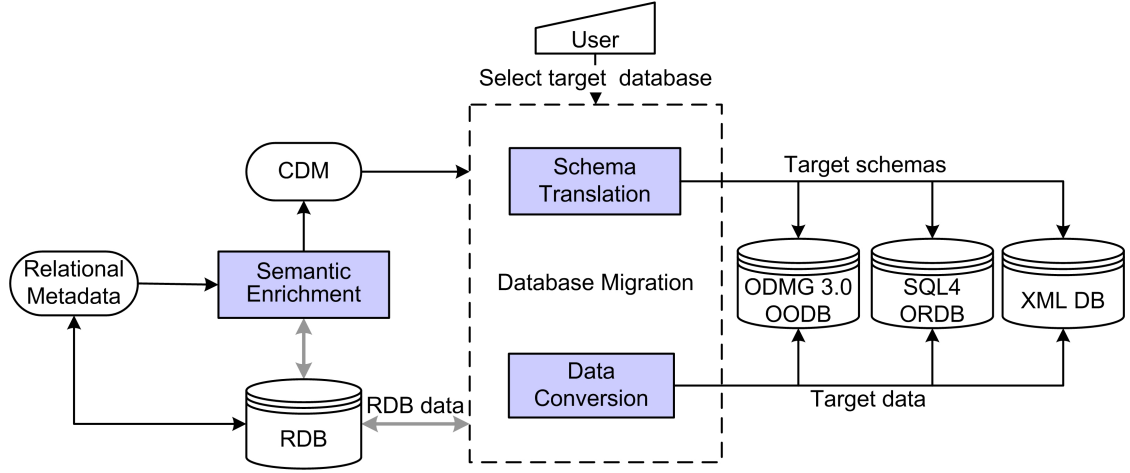 User
Select target database
CDM
Schema
Translation
Target schemas
Relational
Metadata
Semantic
Enrichment
Database Migration
ODMG 3.0
OODB
SQL4
ORDB
XML DB
RDB data
RDB
Data
Conversion
Target data